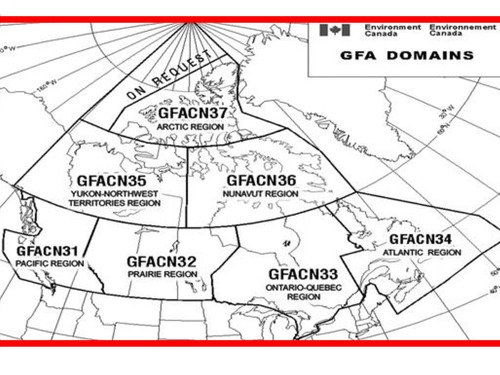 Environment Canada
Environnement Canada
GFA DOMAINS
ON REQUEST
GFACN37
ARCTIC REGION
GFACN35
YUKON-NORTHWEST
TERRITORIES REGION
GFACN36
NUNAVUT REGION
GFACN31
PACIFIC REGION
GFACN32
PRAIRIE REGION
GFACN33
ONTARIO-QUEBEC
REGION
GFACN34
ATLANTIC REGION